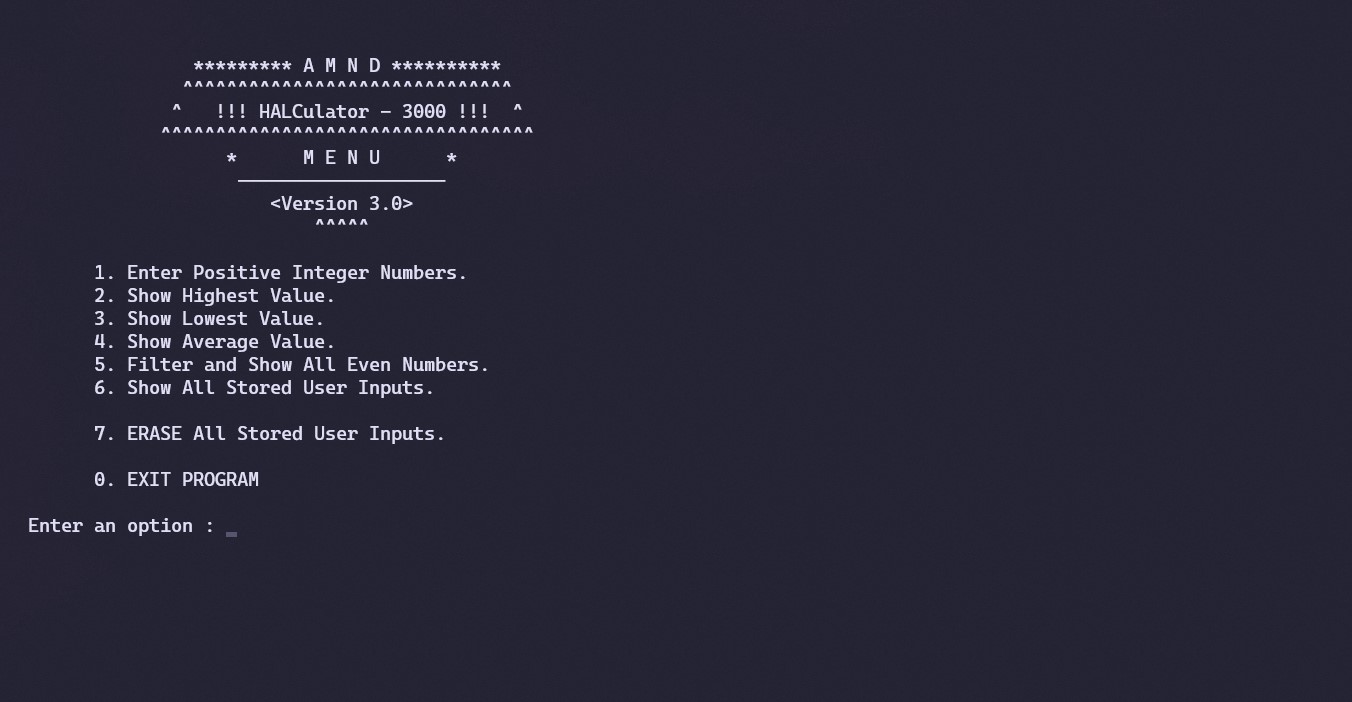 ********* A M N D **********
^^^^^^^^^^^^^^^^^^^^^^^^^^^^^^
^   !!! HALCulator - 3000 !!!  ^
^^^^^^^^^^^^^^^^^^^^^^^^^^^^^^^^^^
*      M E N U      *
___________________
<Version 3.0>
^^^^^
1. Enter Positive Integer Numbers.
2. Show Highest Value.
3. Show Lowest Value.
4. Show Average Value.
5. Filter and Show All Even Numbers.
6. Show All Stored User Inputs.
7. ERASE All Stored User Inputs.
0. EXIT PROGRAM
Enter an option : _